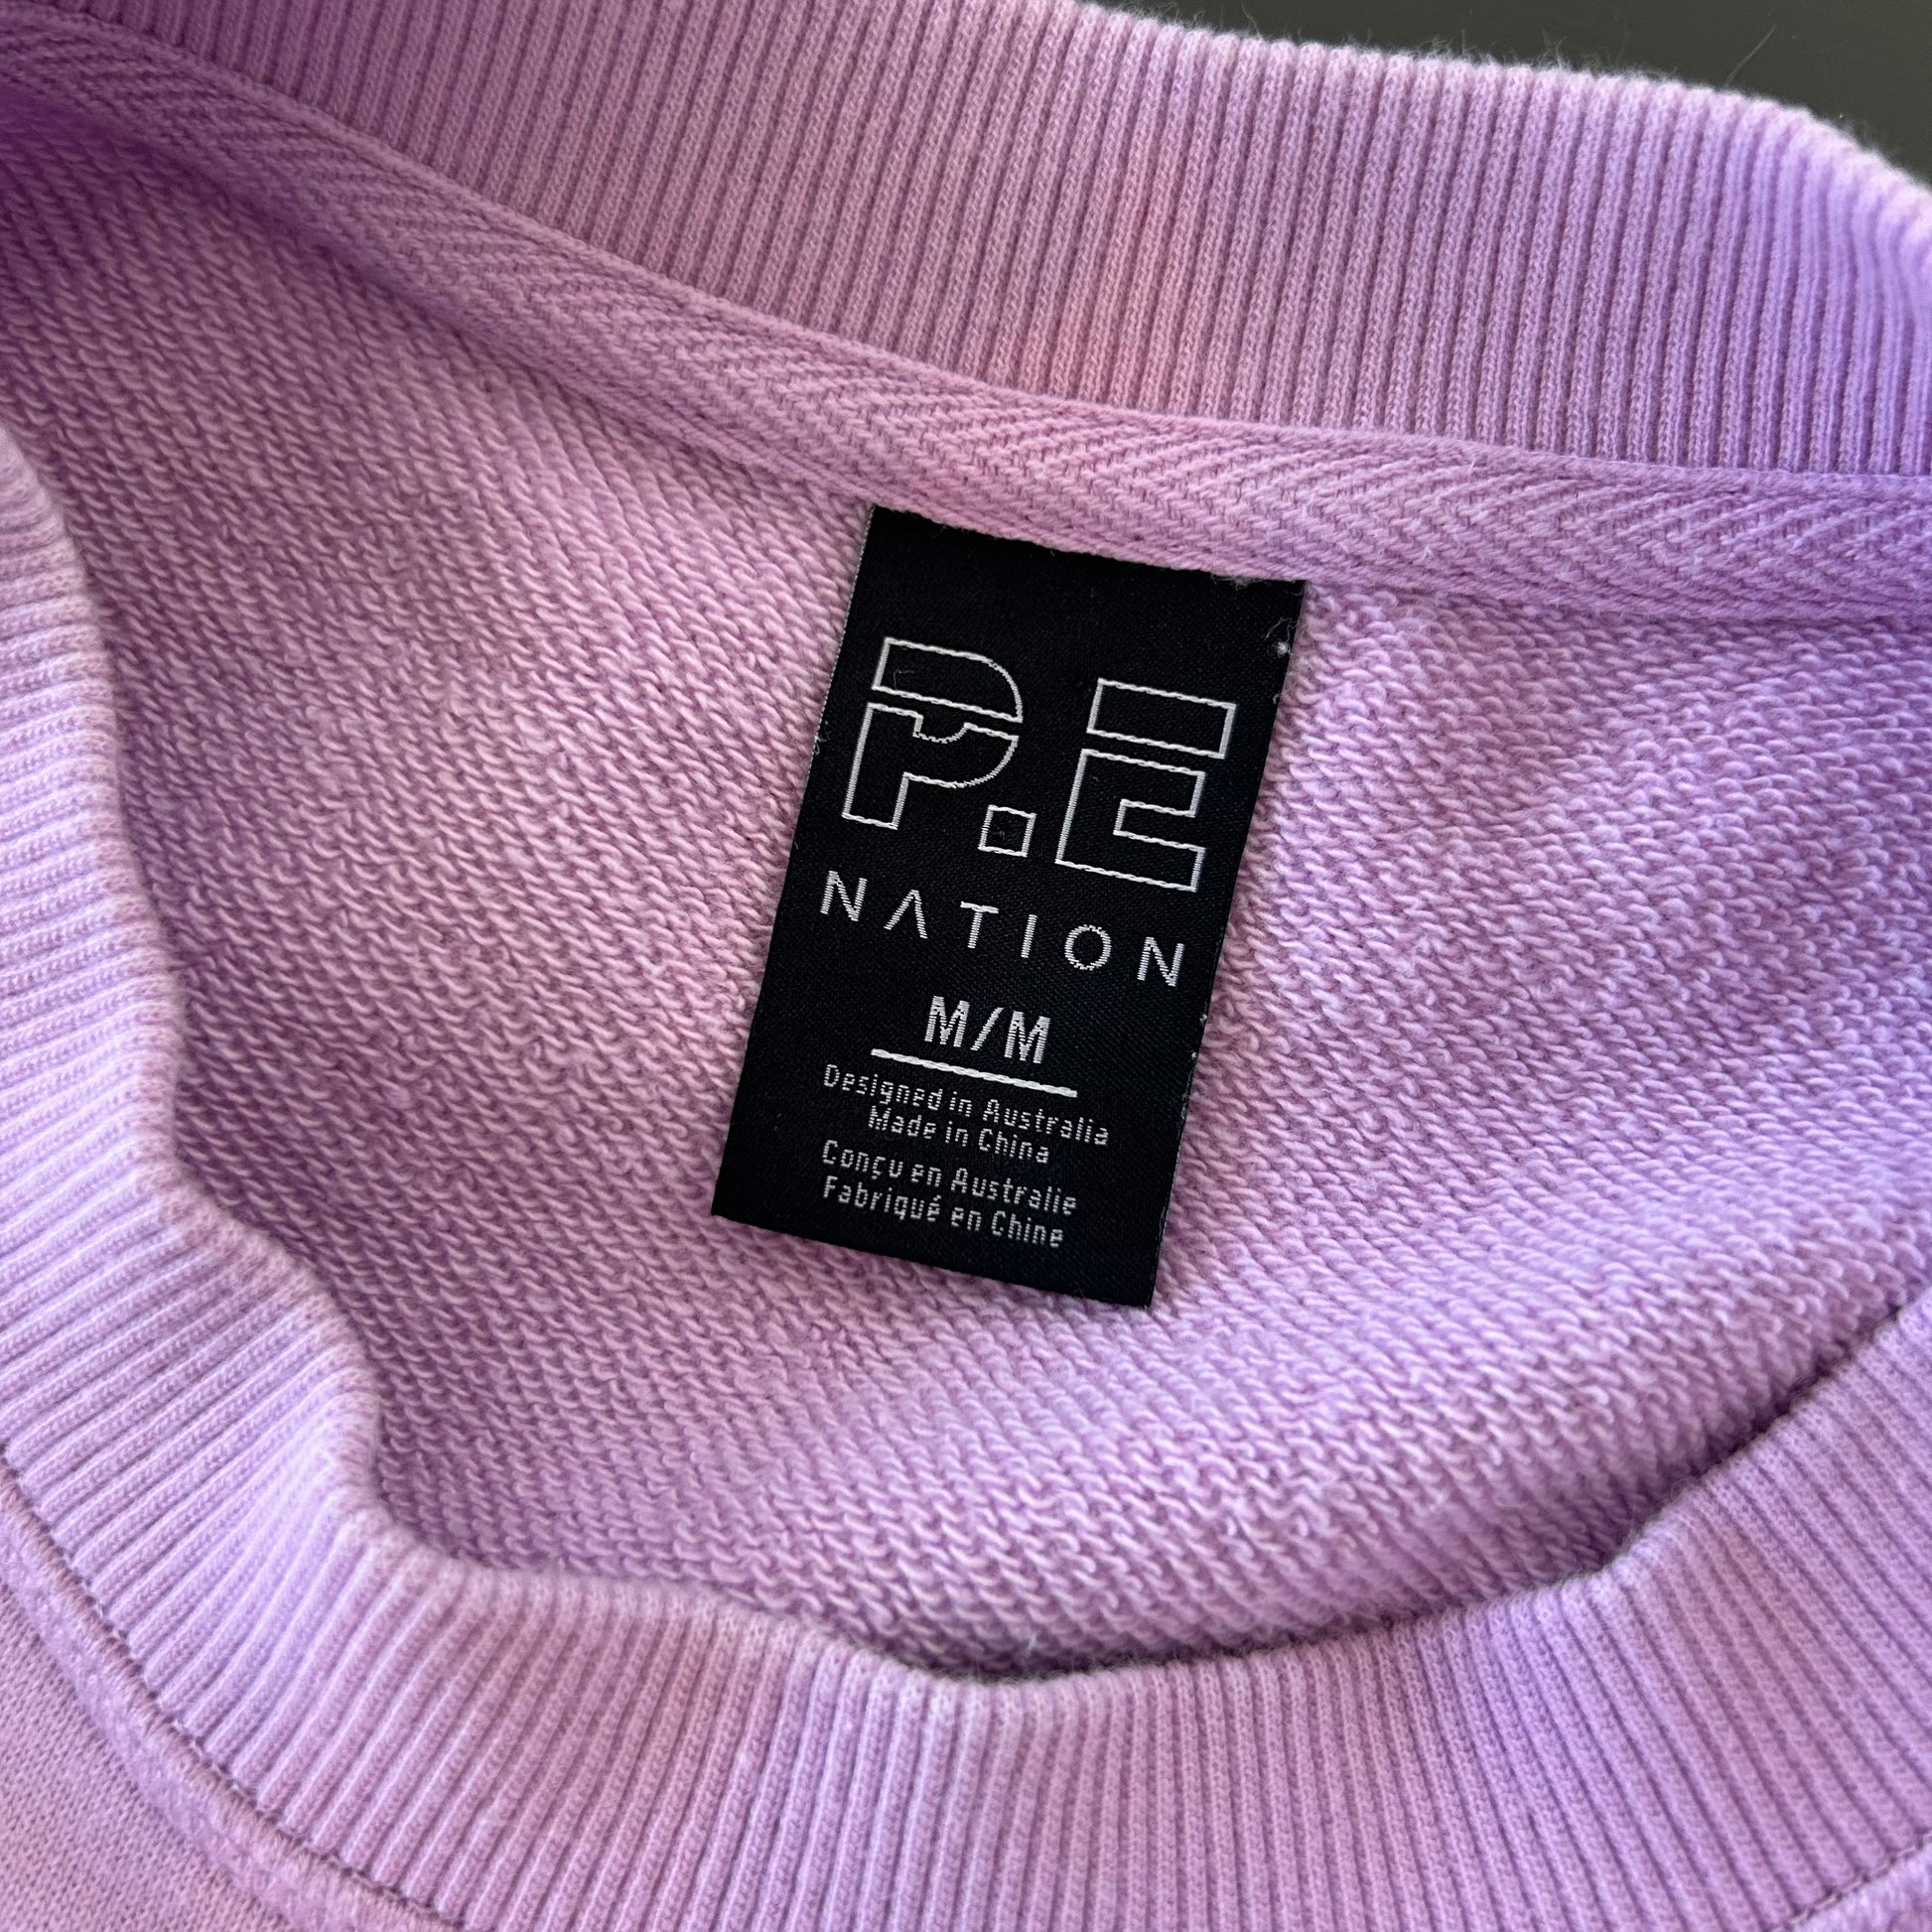 P.E
NATION
M/M
Designed in Australia
Made in China
Conçu en Australie
Fabriqué en Chine